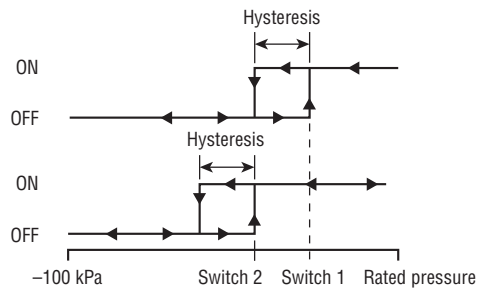 Hysteresis
ON
OFF
Hysteresis
ON
OFF
–100 kPa Switch 2 Switch 1 Rated pressure